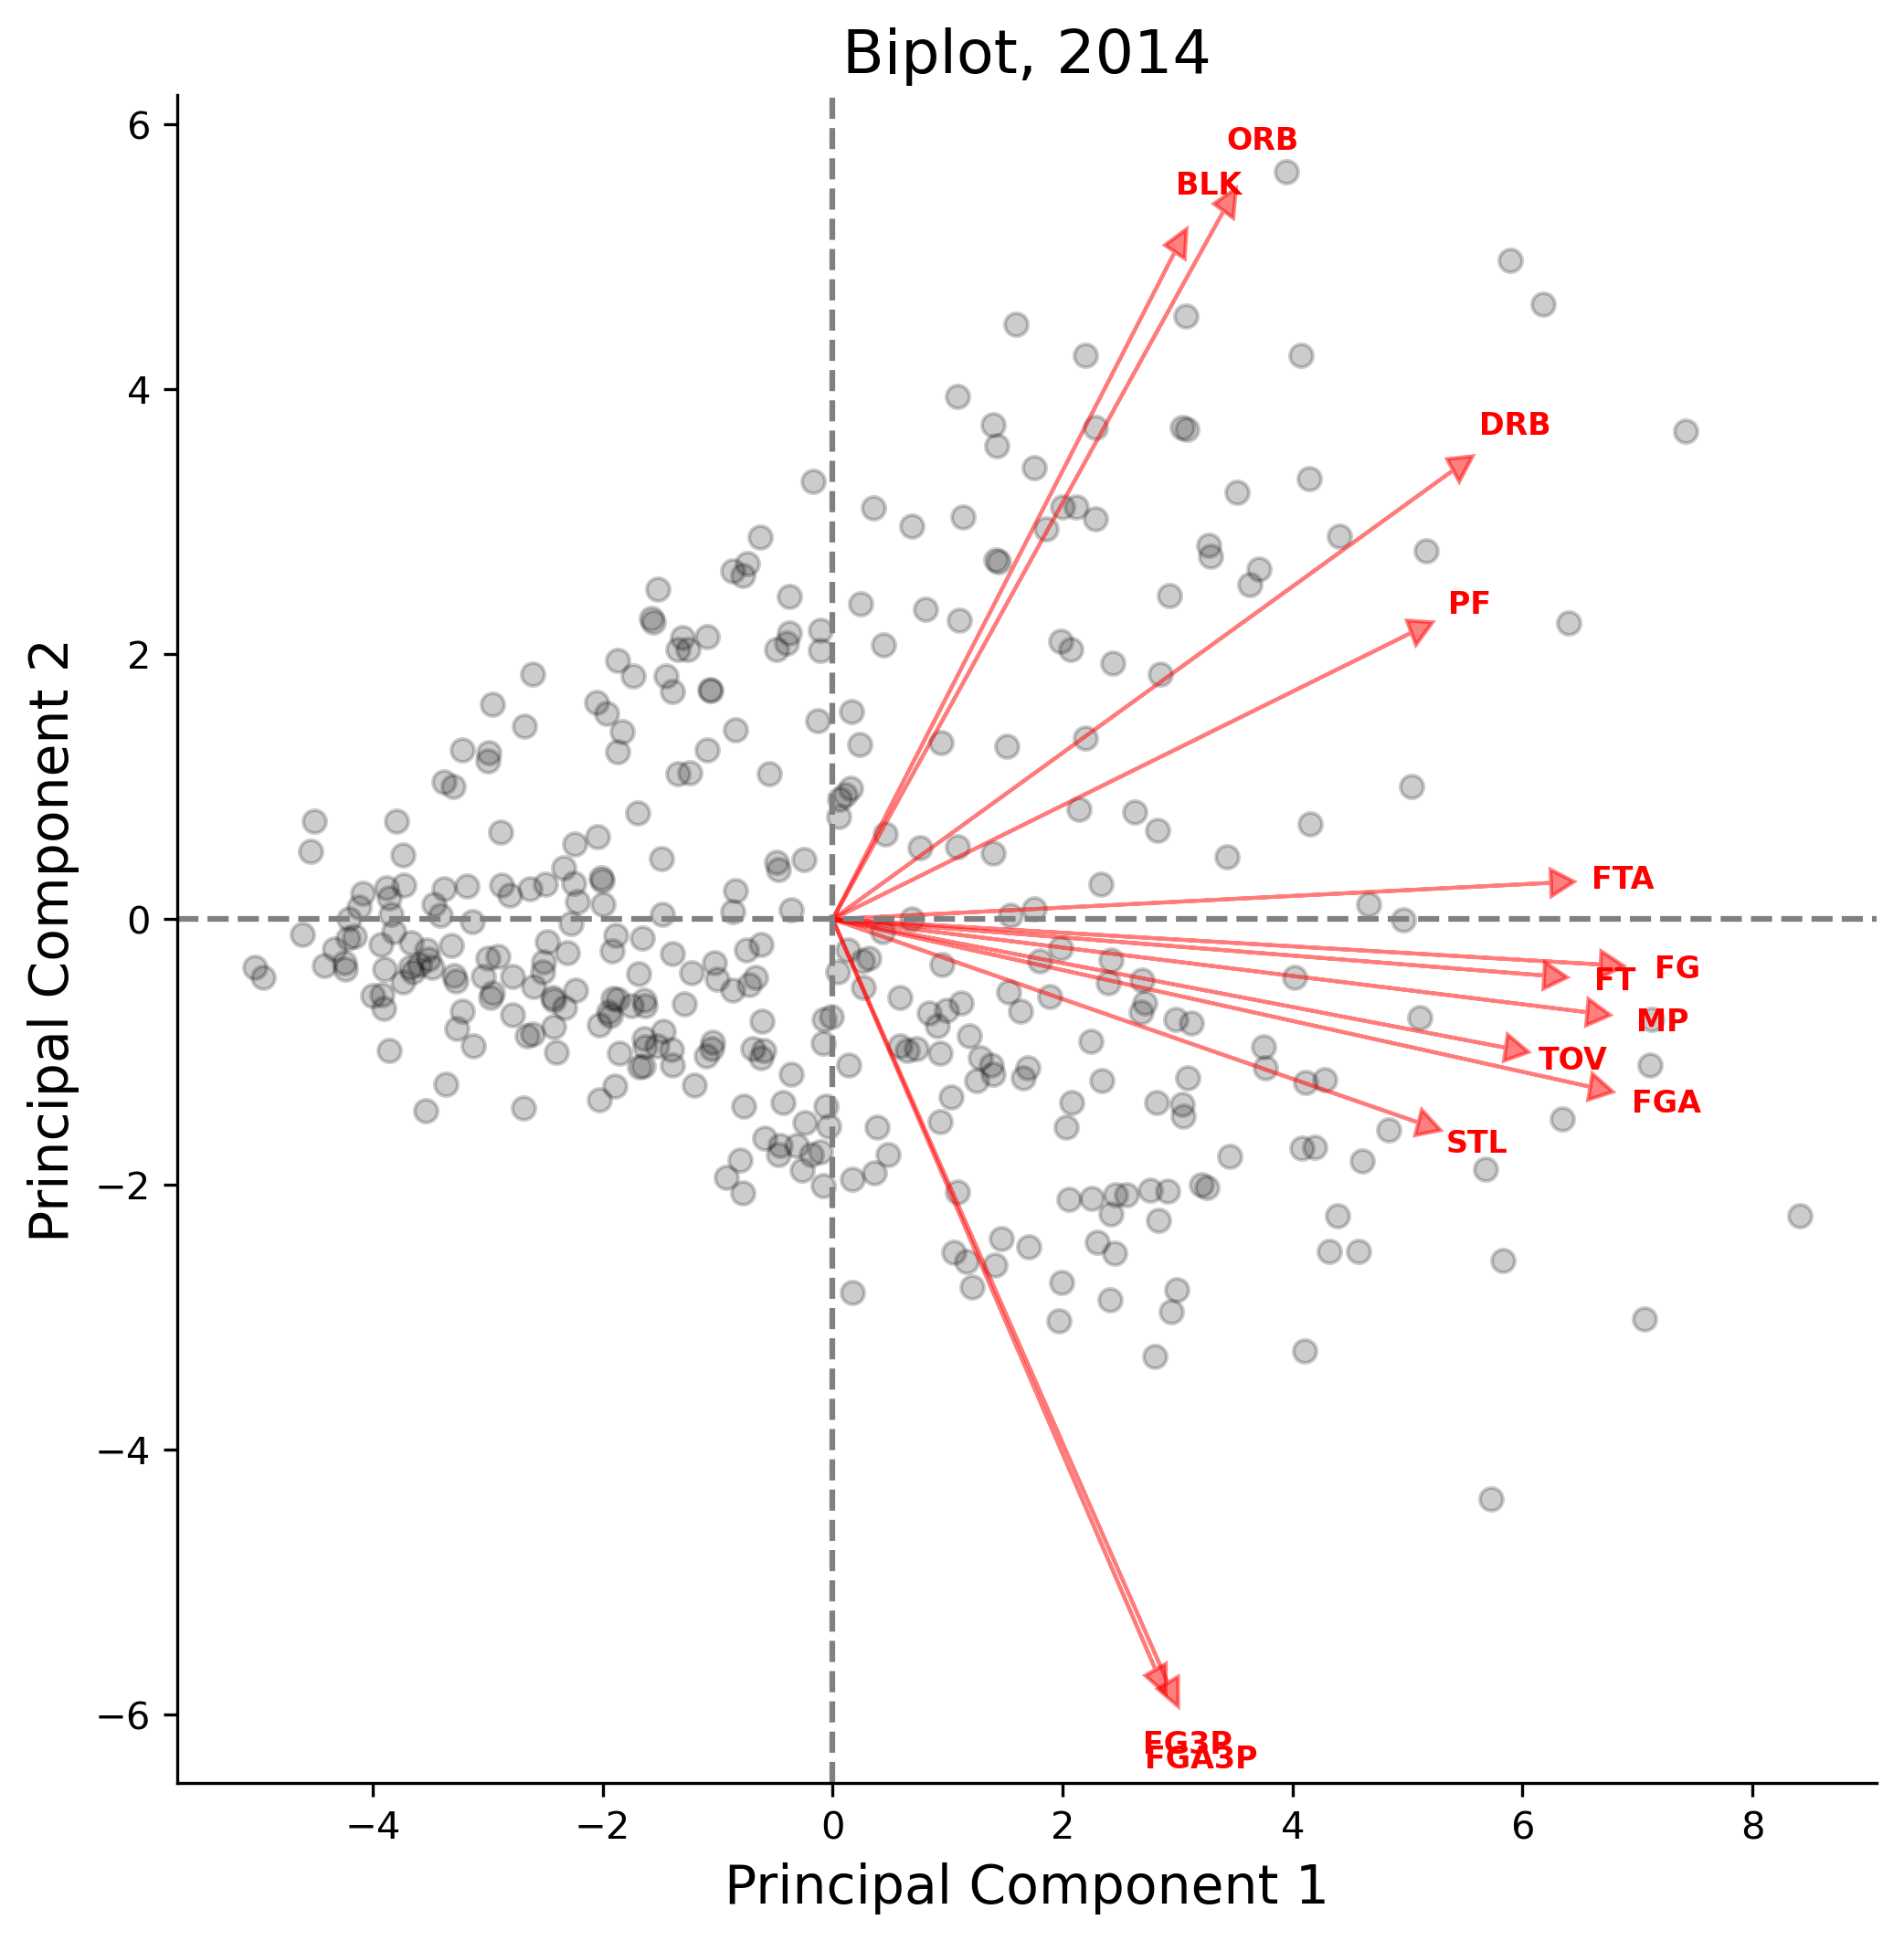 Biplot, 2014
6
4
2
0
−2
−4
−6
Principal Component 2
ORB
BLK
DRB
PF
FTA
FG
FT
MP
TOV
FGA
STL
FG3P
FGA3P
−4
−2
0
2
4
6
8
Principal Component 1